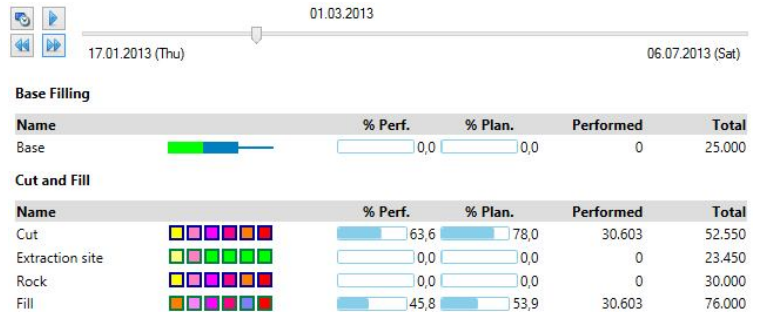 01.03.2013
17.01.2013 (Thu) 06.07.2013 (Sat)
Base Filling
Name % Perf. % Plan. Performed Total
Base 0,0 0,0 0 25.000
Cut and Fill
Name % Perf. % Plan. Performed Total
Cut 63,6 78,0 30.603 52.550
Extraction site 0,0 0,0 0 23.450
Rock 0,0 0,0 0 30.000
Fill 45,8 53,9 30.603 76.000